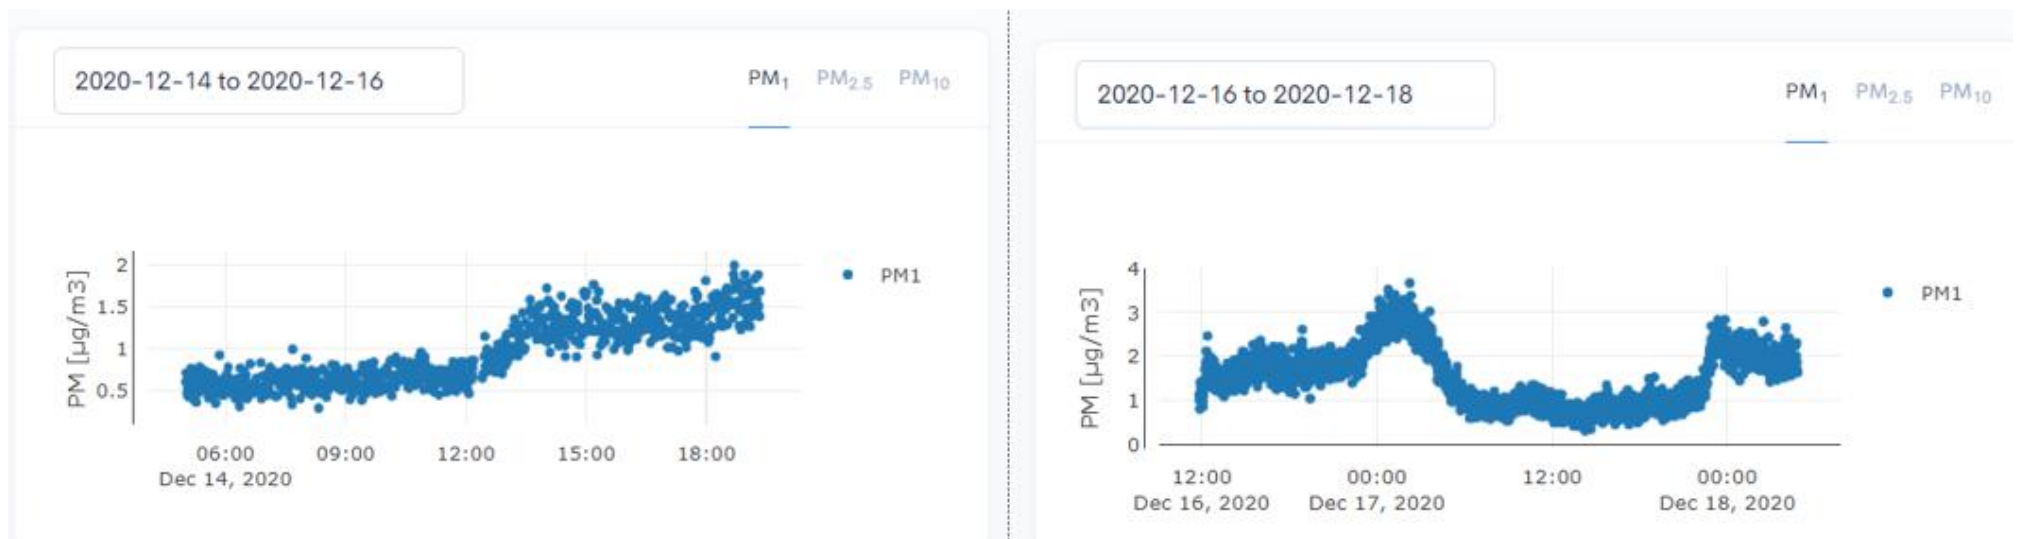 2020-12-14 to 2020-12-16
PM1 PM2.5 PM10
PM [µg/m3]
2
1.5
1
0.5
PM1
06:00 09:00 12:00 15:00 18:00
Dec 14, 2020
2020-12-16 to 2020-12-18
PM1 PM2.5 PM10
PM [µg/m3]
4
3
2
1
0
PM1
12:00 00:00 12:00 00:00
Dec 16, 2020 Dec 17, 2020 Dec 18, 2020